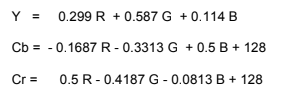 Y = 0.299 R + 0.587 G + 0.114 B
Cb = - 0.1687 R - 0.3313 G + 0.5 B + 128
Cr = 0.5 R - 0.4187 G - 0.0813 B + 128